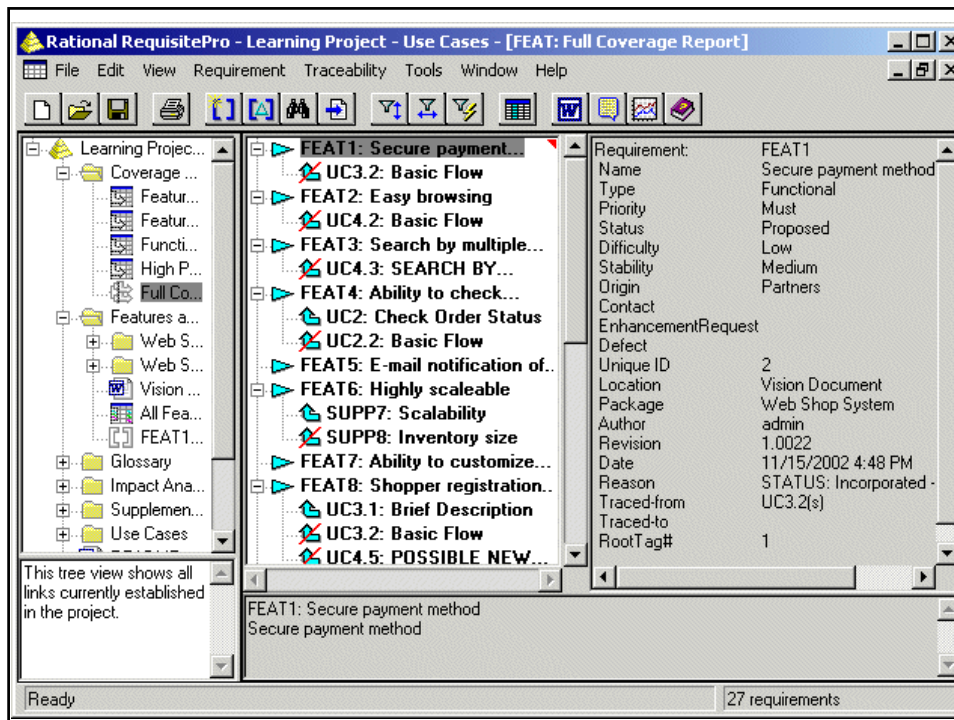 Rational RequisitePro - Learning Project - Use Cases - [FEAT: Full Coverage Report]
File Edit View Requirement Traceability Tools Window Help
Learning Projec...
Coverage ...
Featur...
Featur...
Functi...
High P...
Full Co...
Features a...
Web S...
Web S...
Vision ...
All Fea...
FEAT1...
Glossary
Impact Ana...
Supplemen...
Use Cases
This tree view shows all
links currently established
in the project.
FEAT1: Secure payment...
UC3.2: Basic Flow
FEAT2: Easy browsing
UC4.2: Basic Flow
FEAT3: Search by multiple...
UC4.3: SEARCH BY...
FEAT4: Ability to check...
UC2: Check Order Status
UC2.2: Basic Flow
FEAT5: E-mail notification of..
FEAT6: Highly scaleable
SUPP7: Scalability
SUPP8: Inventory size
FEAT7: Ability to customize...
FEAT8: Shopper registration..
UC3.1: Brief Description
UC3.2: Basic Flow
UC4.5: POSSIBLE NEW...
Requirement: FEAT1
Name Secure payment method
Type Functional
Priority Must
Status Proposed
Difficulty Low
Stability Medium
Origin Partners
Contact
EnhancementRequest
Defect
Unique ID 2
Location Vision Document
Package Web Shop System
Author admin
Revision 1.0022
Date 11/15/2002 4:48 PM
Reason STATUS: Incorporated -
Traced-from UC3.2(s)
Traced-to
RootTag# 1
FEAT1: Secure payment method
Secure payment method
Ready 27 requirements